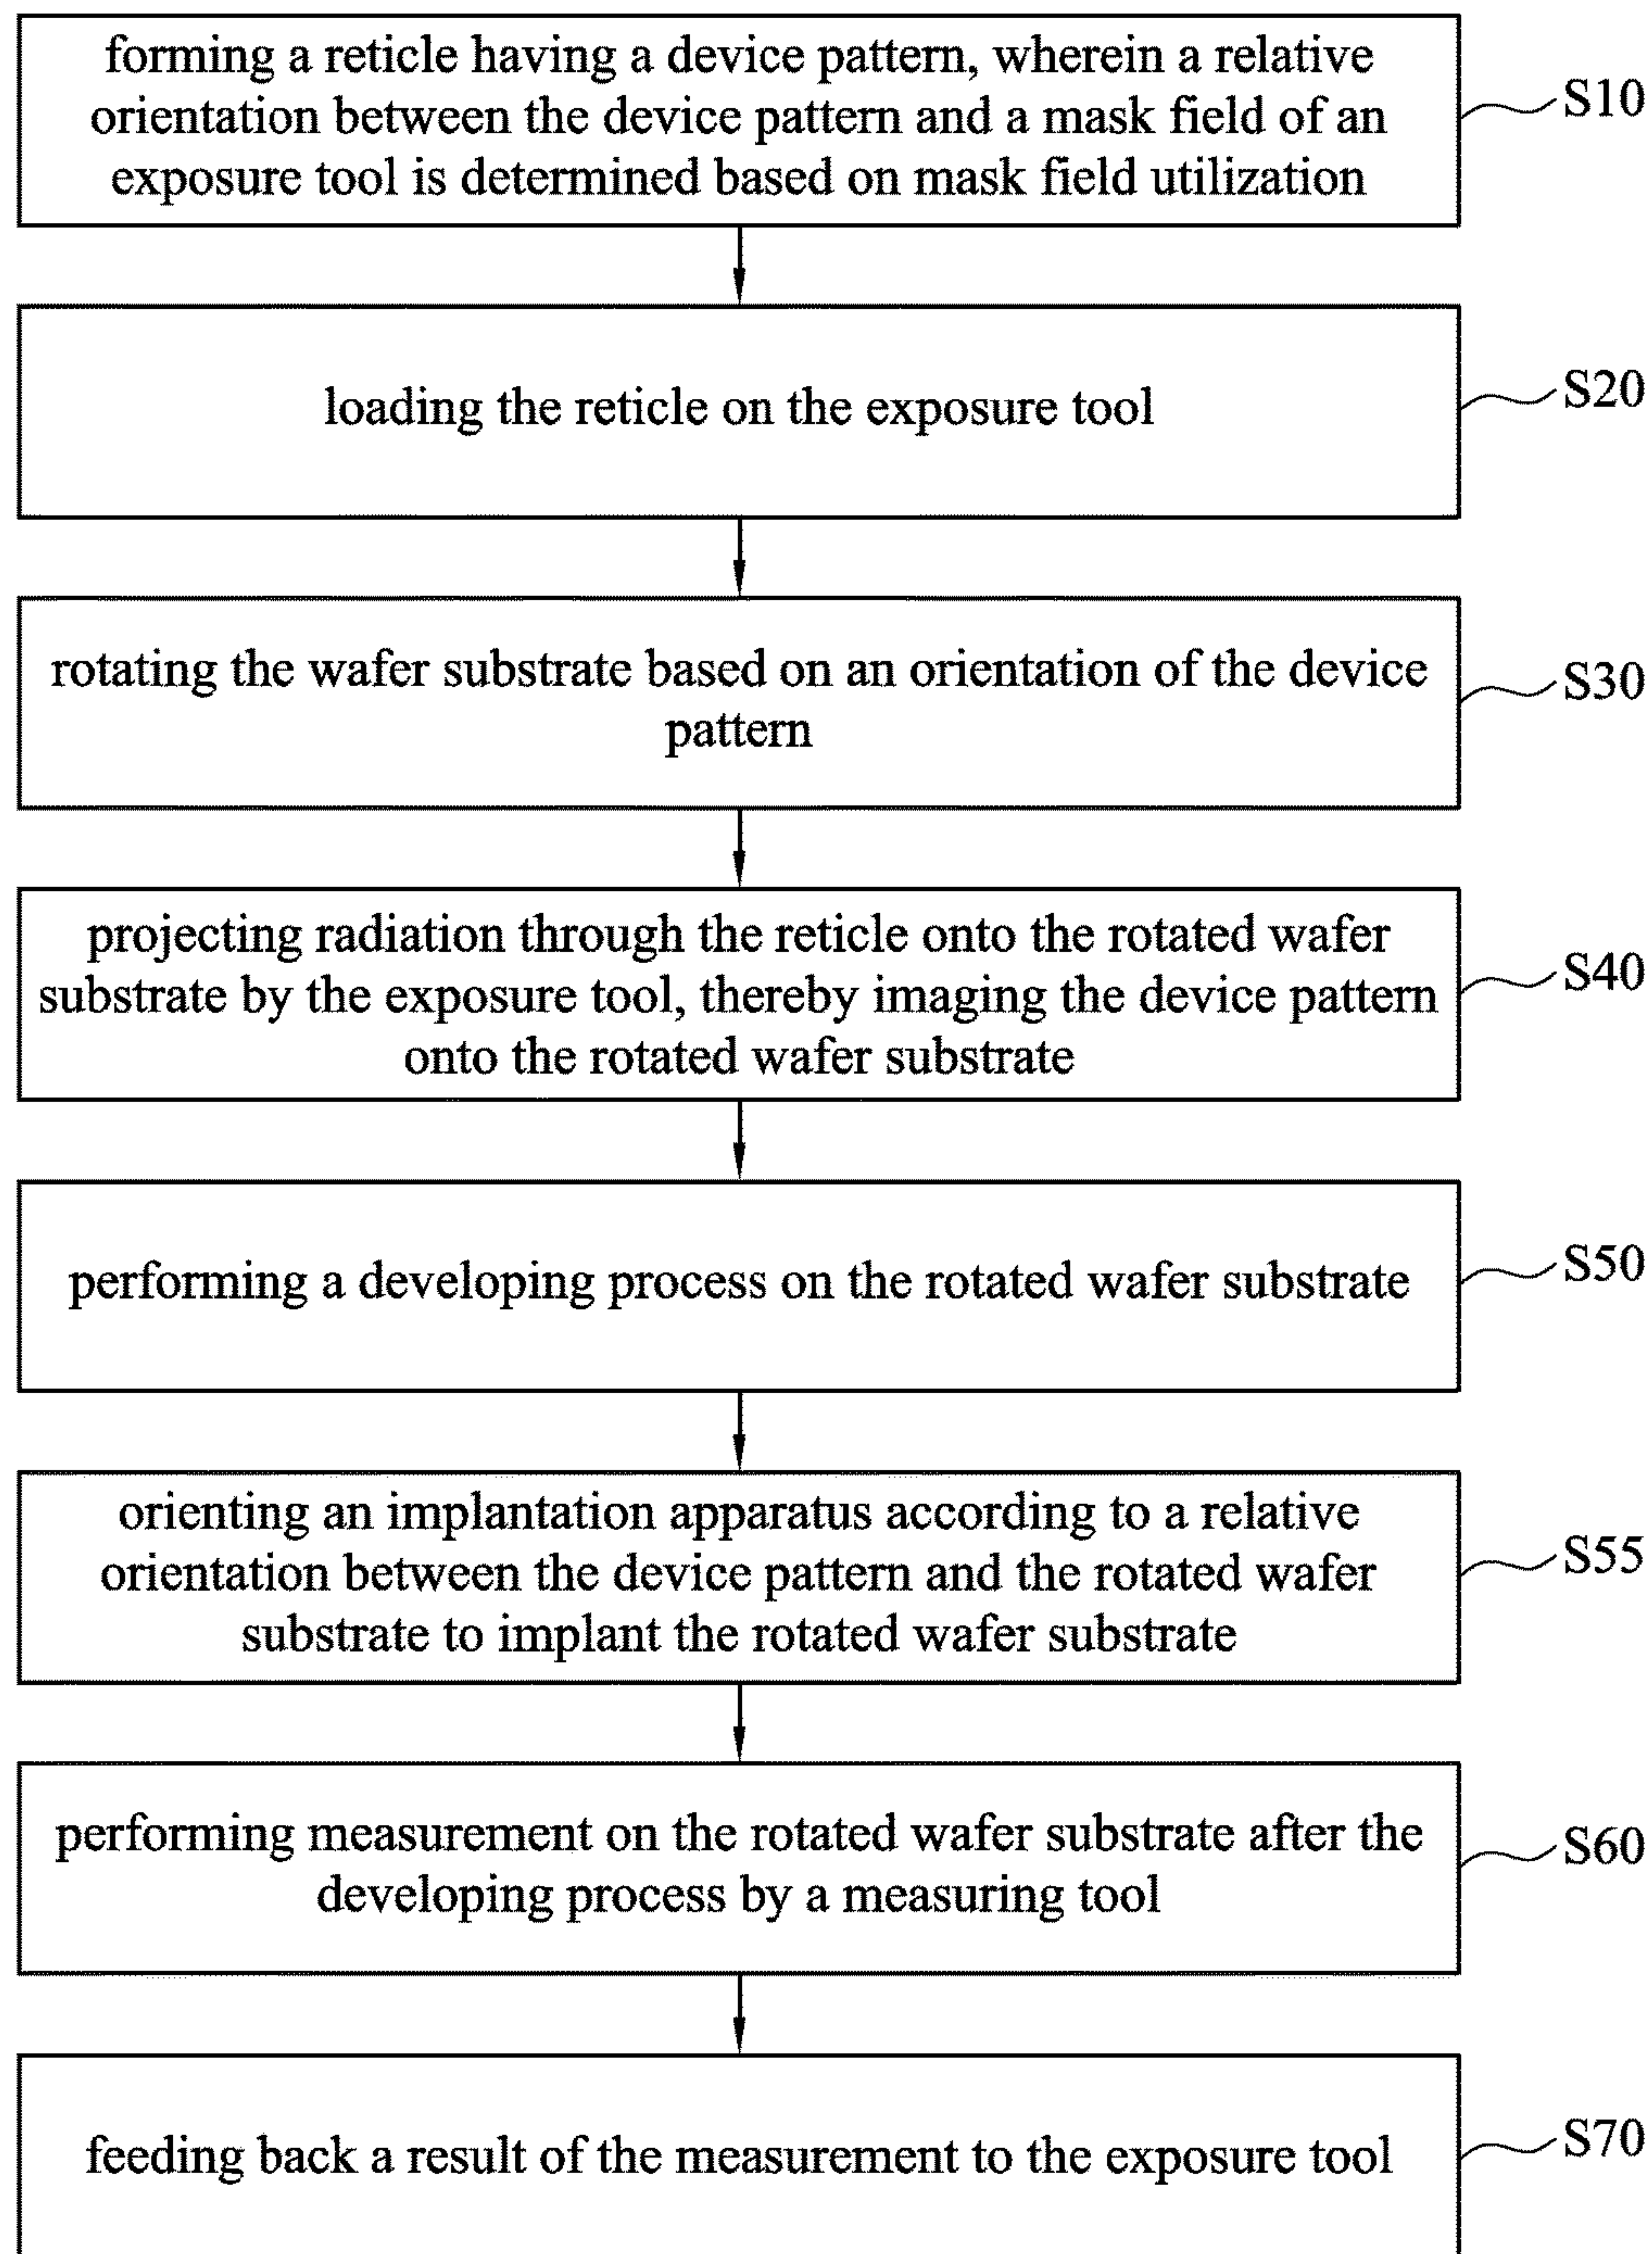 forming a reticle having a device pattern, wherein a relative
orientation between the device pattern and a mask field of an
exposure tool is determined based on mask field utilization
S10
loading the reticle on the exposure tool
S20
rotating the wafer substrate based on an orientation of the device
pattern
S30
projecting radiation through the reticle onto the rotated wafer
substrate by the exposure tool, thereby imaging the device pattern
onto the rotated wafer substrate
S40
performing a developing process on the rotated wafer substrate
S50
orienting an implantation apparatus according to a relative
orientation between the device pattern and the rotated wafer
substrate to implant the rotated wafer substrate
S55
performing measurement on the rotated wafer substrate after the
developing process by a measuring tool
S60
feeding back a result of the measurement to the exposure tool
S70